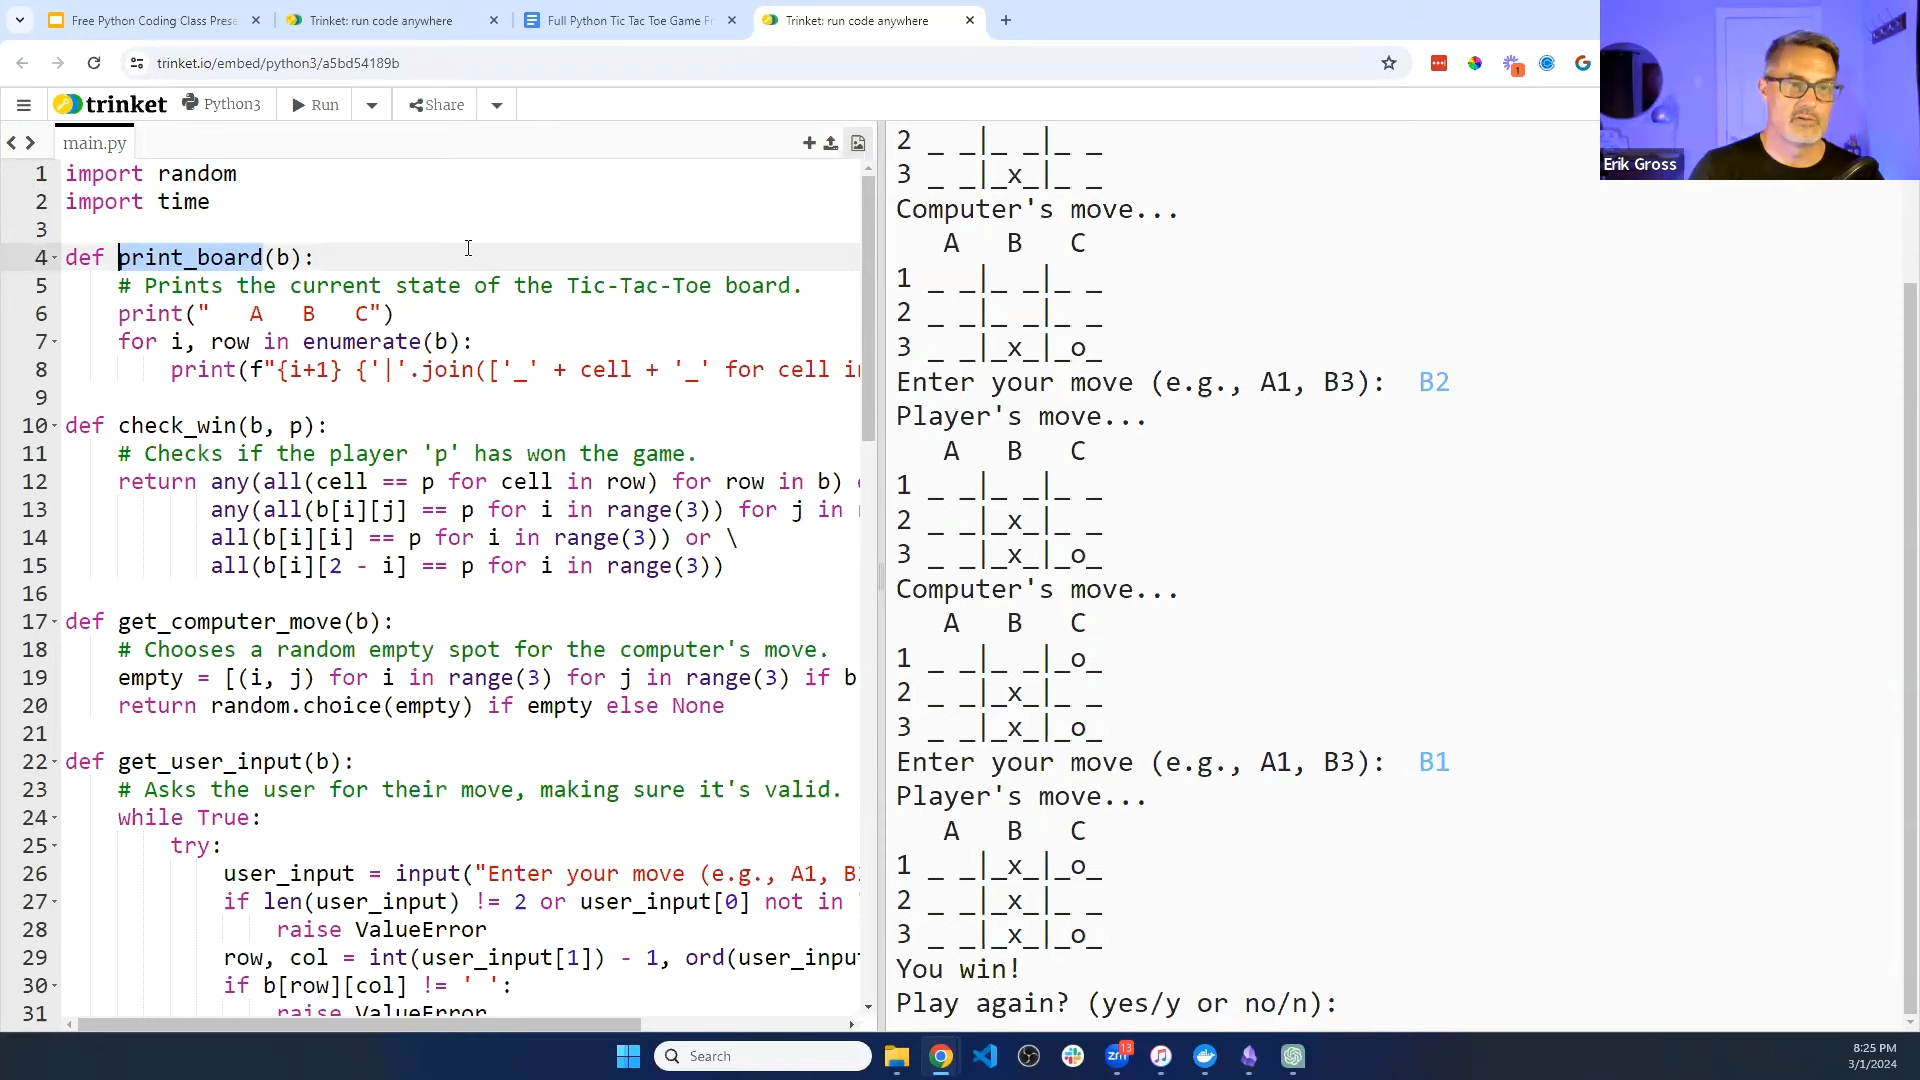 Free Python Coding Class Prese
Trinket: run code anywhere
Full Python Tic Tac Toe Game Fr
Trinket: run code anywhere
trinket.io/embed/python3/a5bd54189b
1
G
trinket
Python3
Run
Share
Erik Gross
main.py
1 import random
2 import time
3
4 def print_board(b):
5 # Prints the current state of the Tic-Tac-Toe board.
6 print("   A   B   C")
7 for i, row in enumerate(b):
8 print(f"{i+1} {'|'.join(['_' + cell + '_' for cell in
9
10 def check_win(b, p):
11 # Checks if the player 'p' has won the game.
12 return any(all(cell == p for cell in row) for row in b)
13 any(all(b[i][j] == p for i in range(3)) for j in
14 all(b[i][i] == p for i in range(3)) or \
15 all(b[i][2 - i] == p for i in range(3))
16
17 def get_computer_move(b):
18 # Chooses a random empty spot for the computer's move.
19 empty = [(i, j) for i in range(3) for j in range(3) if b
20 return random.choice(empty) if empty else None
21
22 def get_user_input(b):
23 # Asks the user for their move, making sure it's valid.
24 while True:
25 try:
26 user_input = input("Enter your move (e.g., A1, B3
27 if len(user_input) != 2 or user_input[0] not in
28 raise ValueError
29 row, col = int(user_input[1]) - 1, ord(user_input
30 if b[row][col] != ' ':
31 raise ValueError
2 _ _|_ _|_ _
3 _ _|_x_|_ _
Computer's move...
A B C
1 _ _|_ _|_ _
2 _ _|_ _|_ _
3 _ _|_x_|_o_
Enter your move (e.g., A1, B3): B2
Player's move...
A B C
1 _ _|_ _|_ _
2 _ _|_x_|_ _
3 _ _|_x_|_o_
Computer's move...
A B C
1 _ _|_ _|_o_
2 _ _|_x_|_ _
3 _ _|_x_|_o_
Enter your move (e.g., A1, B3): B1
Player's move...
A B C
1 _ _|_x_|_o_
2 _ _|_x_|_ _
3 _ _|_x_|_o_
You win!
Play again? (yes/y or no/n):
Search
zm
13
8:25 PM
3/1/2024